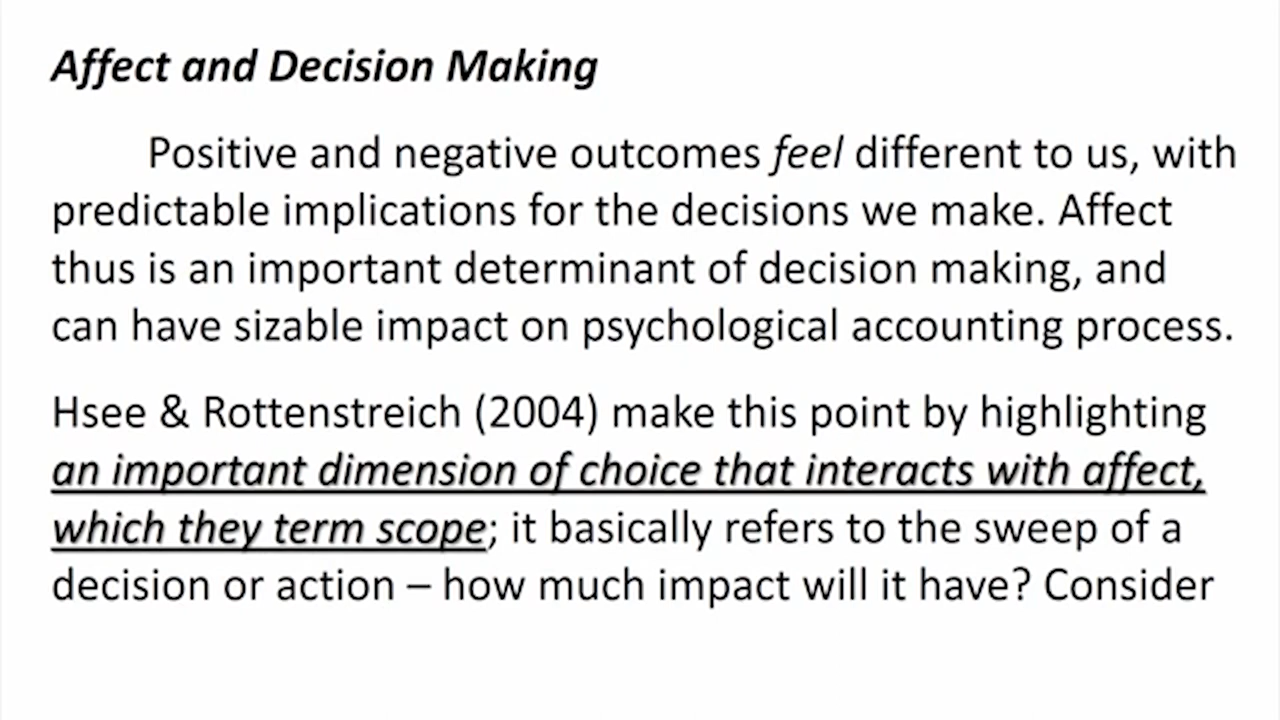 Affect and Decision Making
Positive and negative outcomes feel different to us, with
predictable implications for the decisions we make. Affect
thus is an important determinant of decision making, and
can have sizable impact on psychological accounting process.
Hsee & Rottenstreich (2004) make this point by highlighting
an important dimension of choice that interacts with affect,
which they term scope; it basically refers to the sweep of a
decision or action – how much impact will it have? Consider